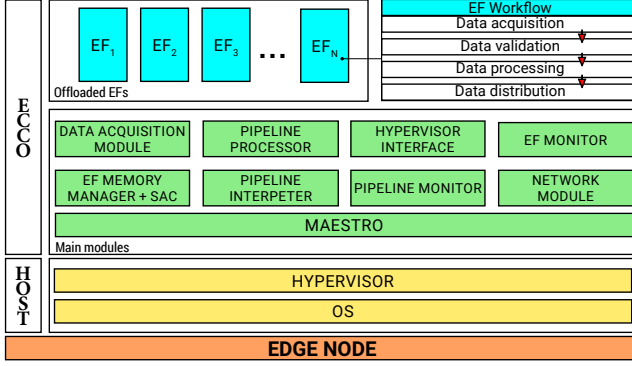 EF Workflow
EF1
EF2
EF3
...
EFN
Data acquisition
Data validation
Data processing
Data distribution
Offloaded EFs
ECCO
DATA ACQUISITION
MODULE
PIPELINE
PROCESSOR
HYPERVISOR
INTERFACE
EF MONITOR
EF MEMORY
MANAGER + SAC
PIPELINE
INTERPETER
PIPELINE MONITOR
NETWORK
MODULE
MAESTRO
Main modules
HOST
HYPERVISOR
OS
EDGE NODE